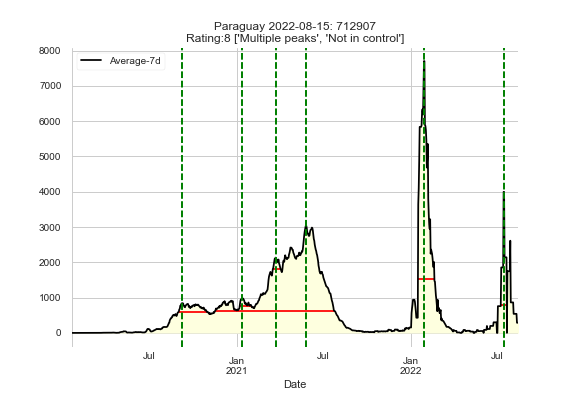 Paraguay 2022-08-15: 712907
Rating:8 ['Multiple peaks', 'Not in control']
Average-7d
8000
7000
6000
5000
4000
3000
2000
1000
0
Jul
Jan
2021
Jul
Jan
2022
Jul
Date